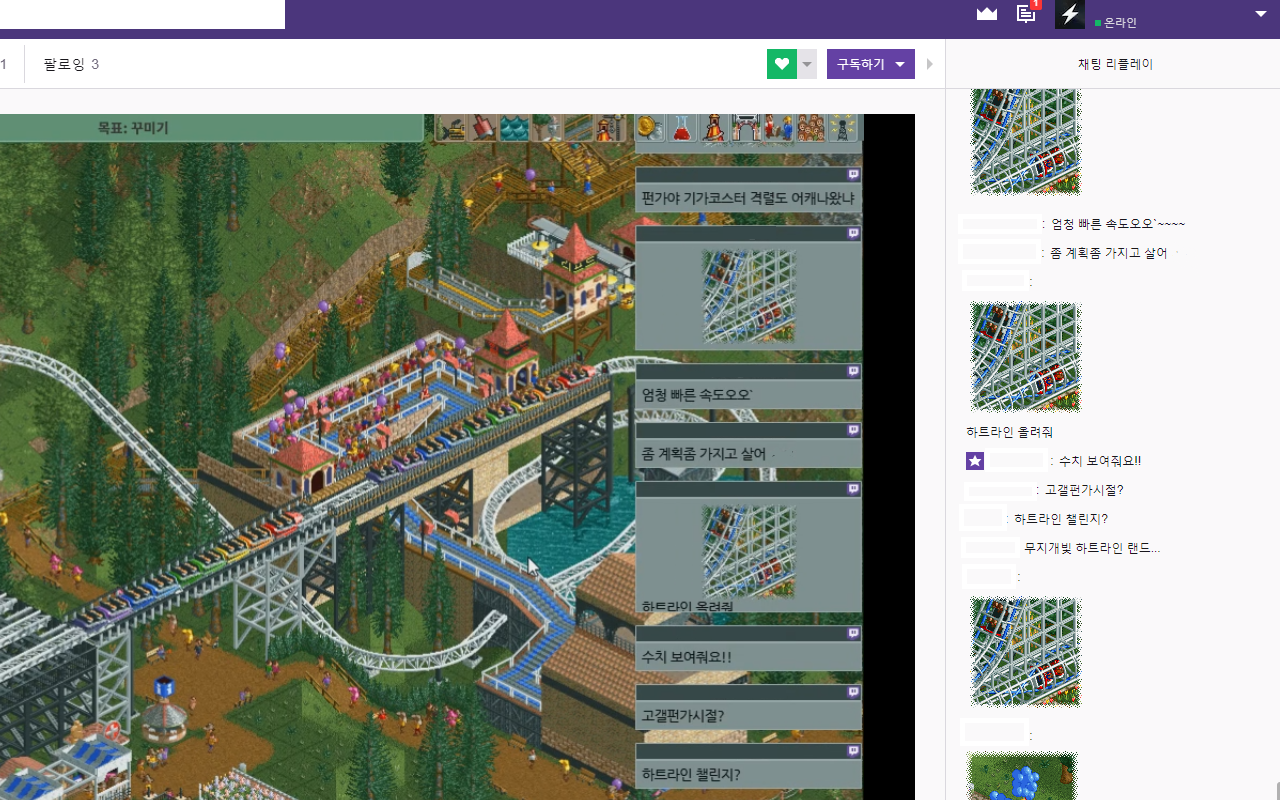 1
온라인
1
팔로잉 3
구독하기
채팅 리플레이
목표: 꾸미기
펀가야 기가코스터 격렬도 어캐나왔냐
엄청 빠른 속도오오~
좀 계획좀 가지고 살어
하트라인 올려줘
수치 보여줘요!!
고갤펀가시절?
하트라인 챌린지?
: 엄청 빠른 속도오오~~~~~
: 좀 계획좀 가지고 살어
:
하트라인 올려줘
: 수치 보여줘요!!
: 고갤펀가시절?
: 하트라인 챌린지?
무지개빛 하트라인 랜드...
:
: